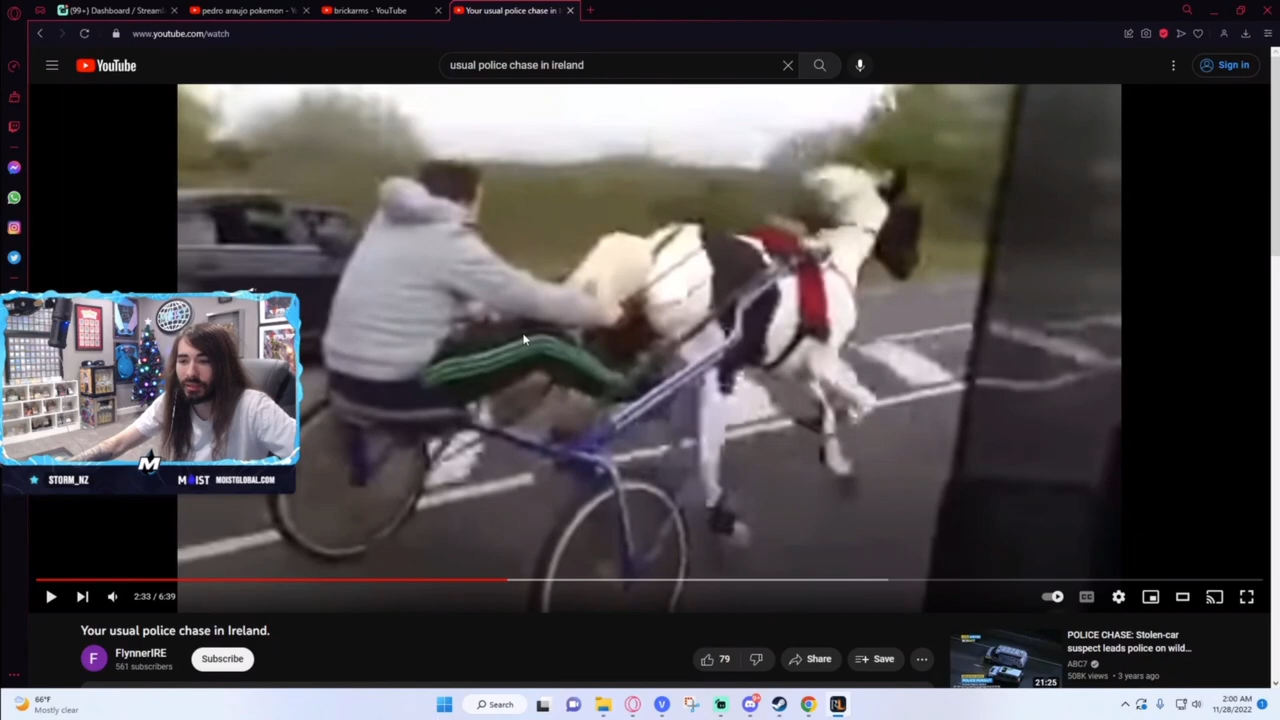 (99+) Dashboard / Streaml
pedro araujo pokemon - Y
brickarms - YouTube
Your usual police chase in I
www.youtube.com/watch
YouTube
usual police chase in ireland
Sign in
STORM_NZ
M
MOIST
MOISTGLOBAL.COM
2:33 / 6:39
Your usual police chase in Ireland.
F
FlynnerIRE
561 subscribers
Subscribe
79
Share
Save
21:25
POLICE CHASE: Stolen-car
suspect leads police on wild...
ABC7
508K views • 3 years ago
66°F
Mostly clear
Search
2:00 AM
11/28/2022